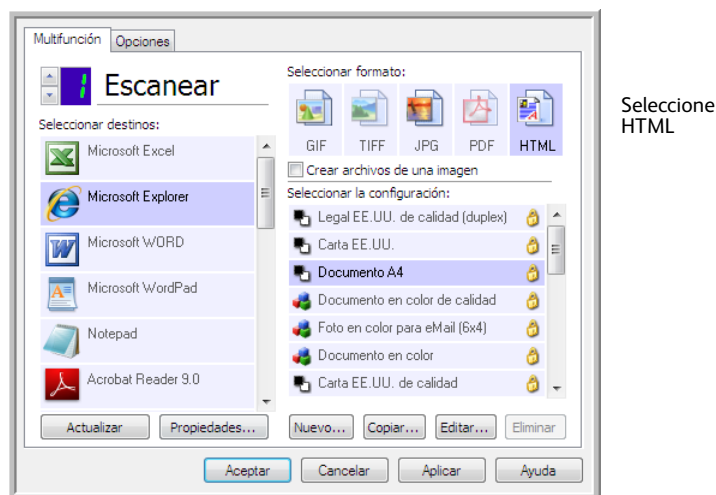 Multifunción
Opciones
1
Escanear
Seleccionar destinos:
Microsoft Excel
Microsoft Explorer
Microsoft WORD
Microsoft WordPad
Notepad
Acrobat Reader 9.0
Actualizar
Propiedades...
Seleccionar formato:
GIF
TIFF
JPG
PDF
HTML
Crear archivos de una imagen
Seleccionar la configuración:
Legal EE.UU. de calidad (duplex)
Carta EE.UU.
Documento A4
Documento en color de calidad
Foto en color para eMail (6x4)
Documento en color
Carta EE.UU. de calidad
Nuevo...
Copiar...
Editar...
Eliminar
Aceptar
Cancelar
Aplicar
Ayuda
Seleccione
HTML